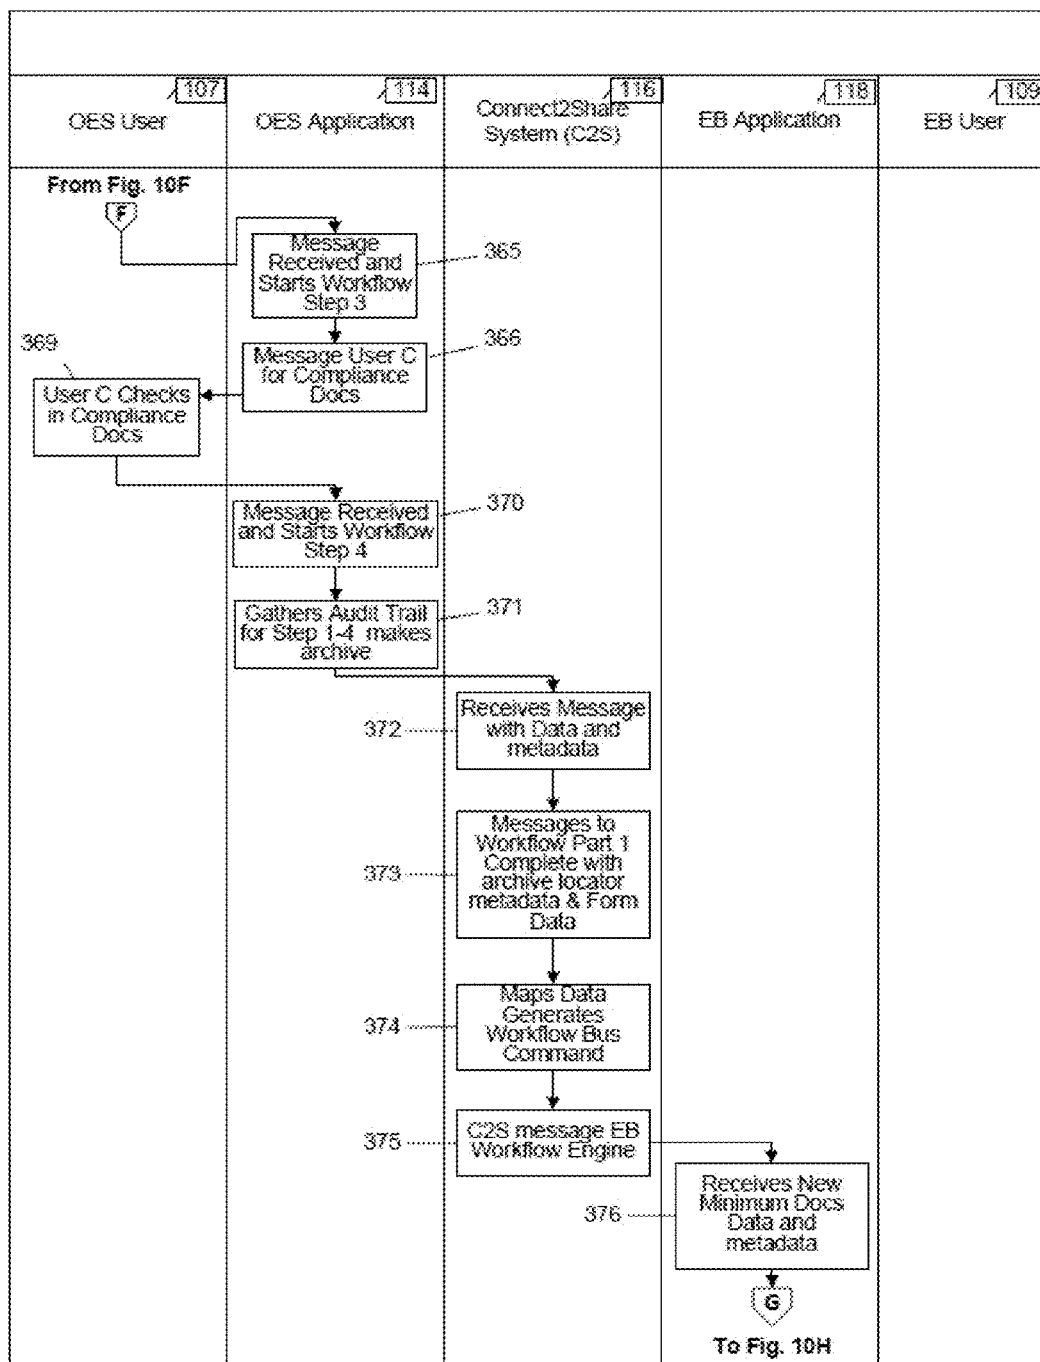 107
OES User
114
OES Application
116
Connect2Share
System (C2S)
118
EB Application
109
EB User
From Fig. 10F
F
Message
Received and
Starts Workflow
Step 3
365
369
Message User C
for Compliance
Docs
366
User C Checks
in Compliance
Docs
Message Received
and Starts Workflow
Step 4
370
Gathers Audit Trail
for Step 1-4 makes
archive
371
372
Receives Message
with Data and
metadata
373
Messages to
Workflow Part 1
Complete with
archive locator
metadata & Form
Data
374
Maps Data
Generates
Workflow Bus
Command
375
C2S message EB
Workflow Engine
376
Receives New
Minimum Docs
Data and
metadata
G
To Fig. 10H